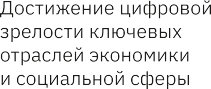 Достижение цифровой
зрелости ключевых
отраслей экономики
и социальной сферы